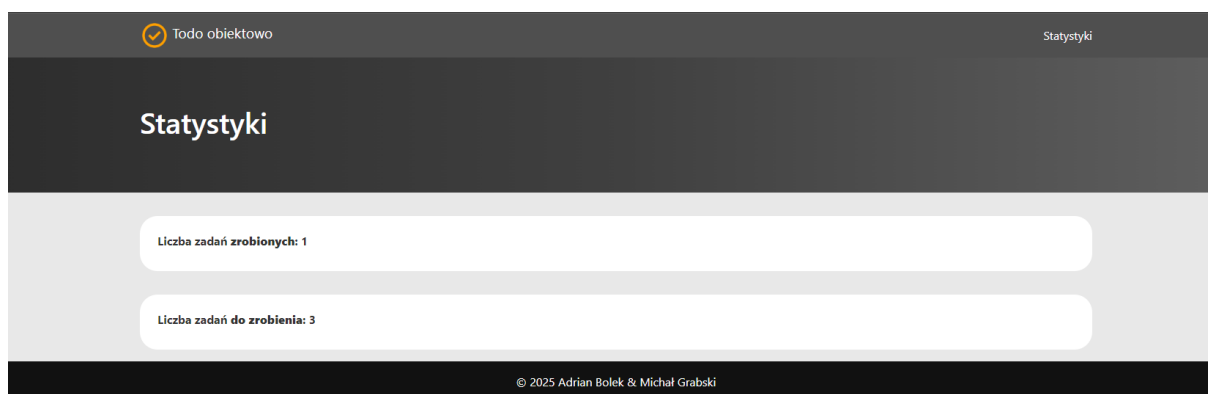 Todo obiektowo
Statystyki
Statystyki
Liczba zadań zrobionych: 1
Liczba zadań do zrobienia: 3
© 2025 Adrian Bolek & Michał Grabski